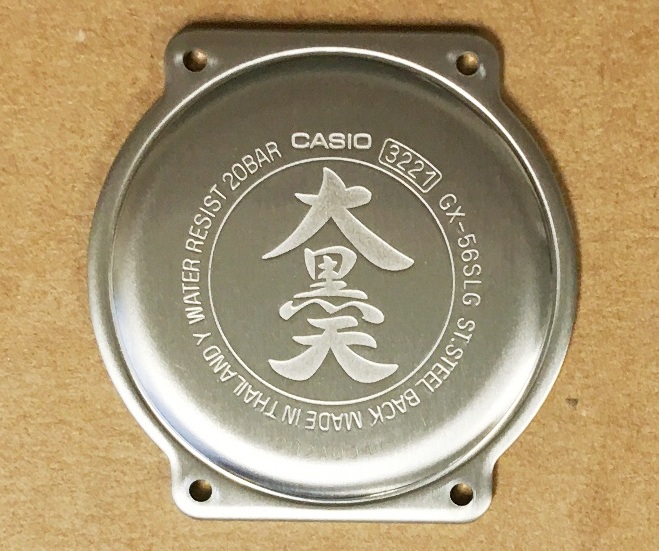 CASIO 3221 GX-56SLG ST.STEEL BACK MADE IN THAILAND Y WATER RESIST 20BAR
大黒天